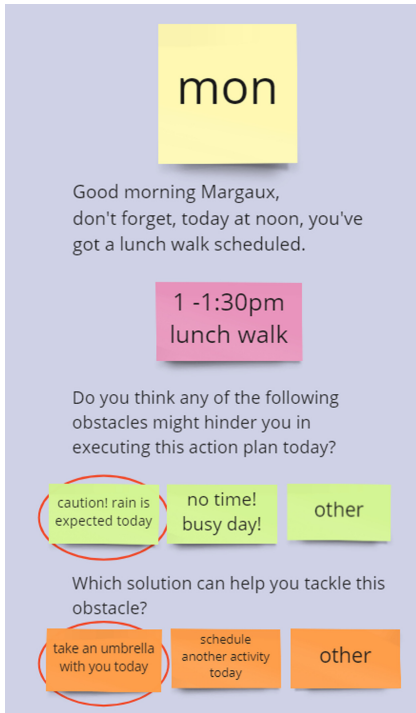 mon
Good morning Margaux,
don't forget, today at noon, you've
got a lunch walk scheduled.
1 -1:30pm
lunch walk
Do you think any of the following
obstacles might hinder you in
executing this action plan today?
caution! rain is
expected today
no time!
busy day!
other
Which solution can help you tackle this
obstacle?
take an umbrella
with you today
schedule
another activity
today
other